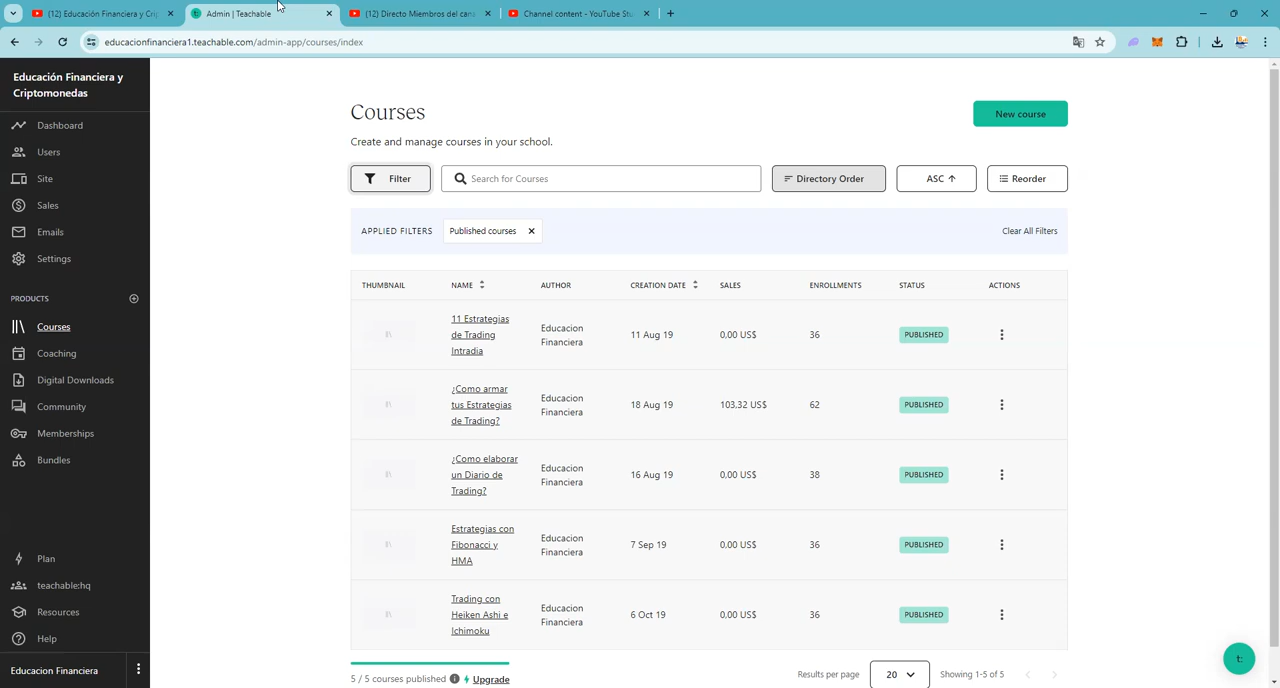 (12) Educación Financiera y Crip
Admin | Teachable
(12) Directo Miembros del cana
Channel content - YouTube Stu
educacionfinanciera1.teachable.com/admin-app/courses/index
Educación Financiera y
Criptomonedas
Dashboard
Users
Site
Sales
Emails
Settings
PRODUCTS
Courses
Coaching
Digital Downloads
Community
Memberships
Bundles
Plan
teachable:hq
Resources
Help
Educacion Financiera
Courses
New course
Create and manage courses in your school.
Filter
Search for Courses
Directory Order
ASC ↑
Reorder
APPLIED FILTERS
Published courses ×
Clear All Filters
THUMBNAIL NAME AUTHOR CREATION DATE SALES ENROLLMENTS STATUS ACTIONS
11 Estrategias
de Trading
Intradia
Educacion
Financiera
11 Aug 19
0,00 US$
36
PUBLISHED
¿Como armar
tus Estrategias
de Trading?
Educacion
Financiera
18 Aug 19
103,32 US$
62
PUBLISHED
¿Como elaborar
un Diario de
Trading?
Educacion
Financiera
16 Aug 19
0,00 US$
38
PUBLISHED
Estrategias con
Fibonacci y
HMA
Educacion
Financiera
7 Sep 19
0,00 US$
36
PUBLISHED
Trading con
Heiken Ashi e
Ichimoku
Educacion
Financiera
6 Oct 19
0,00 US$
36
PUBLISHED
5 / 5 courses published
Upgrade
Results per page
20
Showing 1-5 of 5
t: